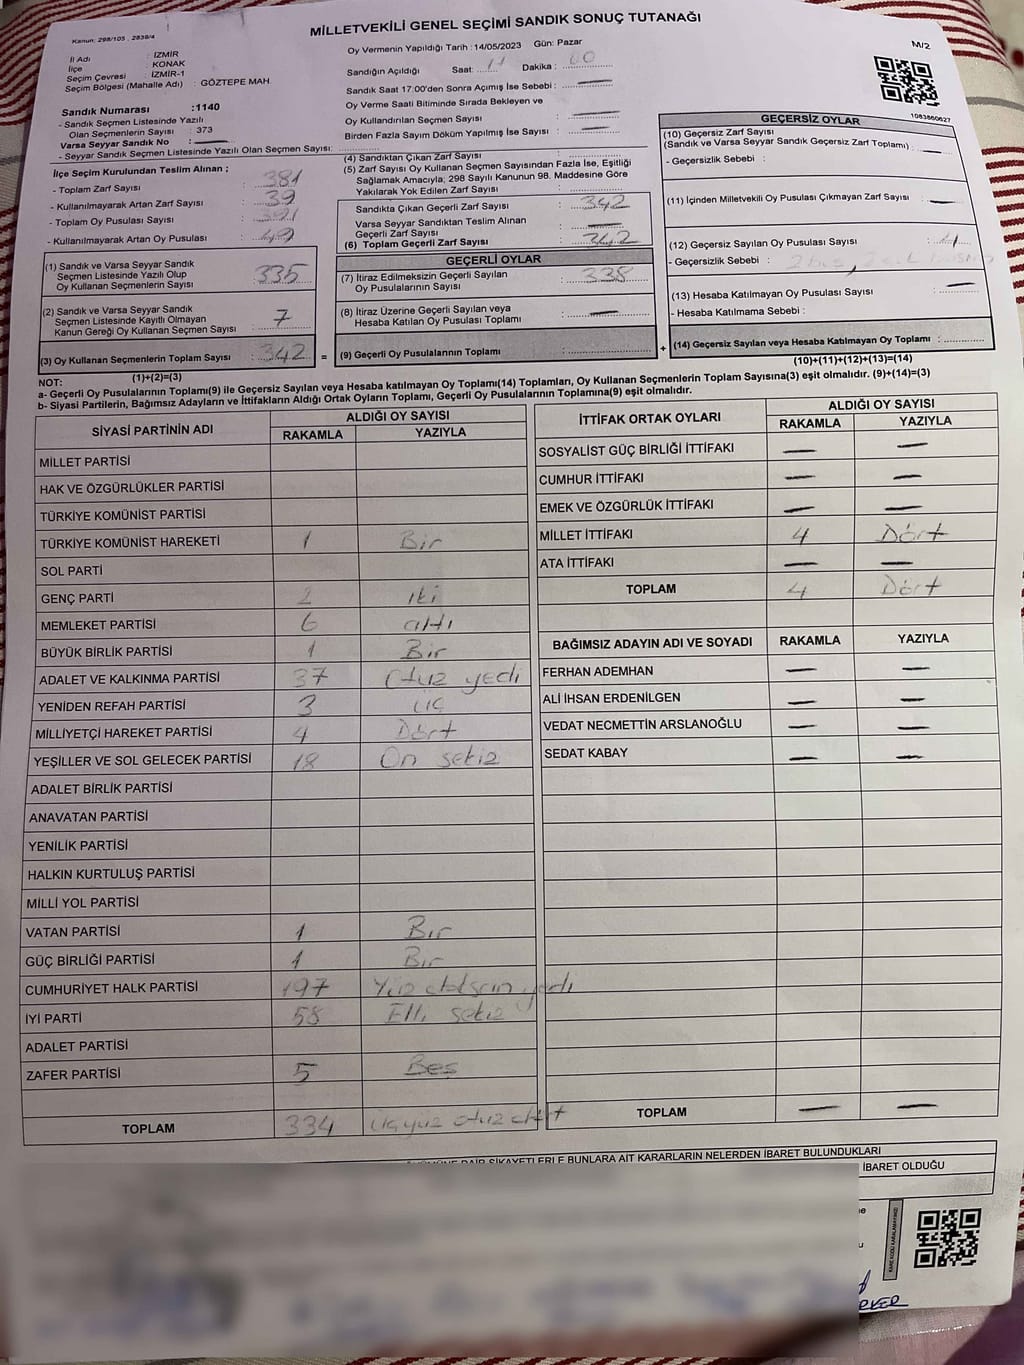 MİLLETVEKİLİ GENEL SEÇİMİ SANDIK SONUÇ TUTANAĞI
Kanun: 298/105 , 2839/4
M/2
İl Adı : İZMİR
İlçe : KONAK
Seçim Çevresi : İZMİR-1
Seçim Bölgesi (Mahalle Adı) : GÖZTEPE MAH.
Sandık Numarası :1140
- Sandık Seçmen Listesinde Yazılı
Olan Seçmenlerin Sayısı : 373
Varsa Seyyar Sandık No :
- Seyyar Sandık Seçmen Listesinde Yazılı Olan Seçmen Sayısı:
Oy Vermenin Yapıldığı Tarih :14/05/2023 Gün: Pazar
Sandığın Açıldığı Saat: Dakika: 00
Sandık Saat 17:00'den Sonra Açımış İse Sebebi :
Oy Verme Saati Bitiminde Sırada Bekleyen ve
Oy Kullandırılan Seçmen Sayısı :
Birden Fazla Sayım Döküm Yapılmış İse Sayısı :
1083860627
İlçe Seçim Kurulundan Teslim Alınan ;
- Toplam Zarf Sayısı : 381
- Kullanılmayarak Artan Zarf Sayısı : 39
- Toplam Oy Pusulası Sayısı : 391
- Kullanılmayarak Artan Oy Pusulası : 49
(4) Sandıktan Çıkan Zarf Sayısı :
(5) Zarf Sayısı Oy Kullanan Seçmen Sayısından Fazla İse, Eşitliği
Sağlamak Amacıyla; 298 Sayılı Kanunun 98. Maddesine Göre
Yakılarak Yok Edilen Zarf Sayısı :
Sandıkta Çıkan Geçerli Zarf Sayısı : 342
Varsa Seyyar Sandıktan Teslim Alınan
Geçerli Zarf Sayısı :
(6) Toplam Geçerli Zarf Sayısı : 342
GEÇERSİZ OYLAR
(10) Geçersiz Zarf Sayısı
(Sandık ve Varsa Seyyar Sandık Geçersiz Zarf Toplamı) :
- Geçersizlik Sebebi :
(11) İçinden Milletvekili Oy Pusulası Çıkmayan Zarf Sayısı :
(12) Geçersiz Sayılan Oy Pusulası Sayısı : 4
- Geçersizlik Sebebi :
(13) Hesaba Katılmayan Oy Pusulası Sayısı :
- Hesaba Katılmama Sebebi :
(14) Geçersiz Sayılan veya Hesaba Katılmayan Oy Toplamı :
(10)+(11)+(12)+(13)=(14)
(1) Sandık ve Varsa Seyyar Sandık
Seçmen Listesinde Yazılı Olup
Oy Kullanan Seçmenlerin Sayısı : 335
(2) Sandık ve Varsa Seyyar Sandık
Seçmen Listesinde Kayıtlı Olmayan
Kanun Gereği Oy Kullanan Seçmen Sayısı : 7
(3) Oy Kullanan Seçmenlerin Toplam Sayısı : 342 =
(1)+(2)=(3)
GEÇERLİ OYLAR
(7) İtiraz Edilmeksizin Geçerli Sayılan
Oy Pusulalarının Sayısı : 338
(8) İtiraz Üzerine Geçerli Sayılan veya
Hesaba Katılan Oy Pusulası Toplamı :
(9) Geçerli Oy Pusulalarının Toplamı : +
NOT:
a- Geçerli Oy Pusulalarının Toplamı(9) ile Geçersiz Sayılan veya Hesaba katılmayan Oy Toplamı(14) Toplamları, Oy Kullanan Seçmenlerin Toplam Sayısına(3) eşit olmalıdır. (9)+(14)=(3)
b- Siyasi Partilerin, Bağımsız Adayların ve İttifakların Aldığı Ortak Oyların Toplamı, Geçerli Oy Pusulalarının Toplamına(9) eşit olmalıdır.
SİYASİ PARTİNİN ADI ALDIĞI OY SAYISI
RAKAMLA YAZIYLA
MİLLET PARTİSİ
HAK VE ÖZGÜRLÜKLER PARTİSİ
TÜRKİYE KOMÜNİST PARTİSİ
TÜRKİYE KOMÜNİST HAREKETİ 1 Bir
SOL PARTİ
GENÇ PARTİ 2 iki
MEMLEKET PARTİSİ 6 altı
BÜYÜK BİRLİK PARTİSİ 1 Bir
ADALET VE KALKINMA PARTİSİ 37 Otuz yedi
YENİDEN REFAH PARTİSİ 3 üç
MİLLİYETÇİ HAREKET PARTİSİ 4 Dört
YEŞİLLER VE SOL GELECEK PARTİSİ 18 On sekiz
ADALET BİRLİK PARTİSİ
ANAVATAN PARTİSİ
YENİLİK PARTİSİ
HALKIN KURTULUŞ PARTİSİ
MİLLİ YOL PARTİSİ
VATAN PARTİSİ 1 Bir
GÜÇ BİRLİĞİ PARTİSİ 1 Bir
CUMHURİYET HALK PARTİSİ 197 Yüz doksan yedi
İYİ PARTİ 58 Elli sekiz
ADALET PARTİSİ
ZAFER PARTİSİ 5 Beş
TOPLAM 334 üçyüz otuz dört
İTTİFAK ORTAK OYLARI ALDIĞI OY SAYISI
RAKAMLA YAZIYLA
SOSYALİST GÜÇ BİRLİĞİ İTTİFAKI
CUMHUR İTTİFAKI
EMEK VE ÖZGÜRLÜK İTTİFAKI
MİLLET İTTİFAKI 4 Dört
ATA İTTİFAKI
TOPLAM 4 Dört
BAĞIMSIZ ADAYIN ADI VE SOYADI RAKAMLA YAZIYLA
FERHAN ADEMHAN
ALİ İHSAN ERDENİLGEN
VEDAT NECMETTİN ARSLANOĞLU
SEDAT KABAY
TOPLAM
DAİR ŞİKAYETLERLE BUNLARA AİT KARARLARIN NELERDEN İBARET BULUNDUKLARI
İBARET OLDUĞU